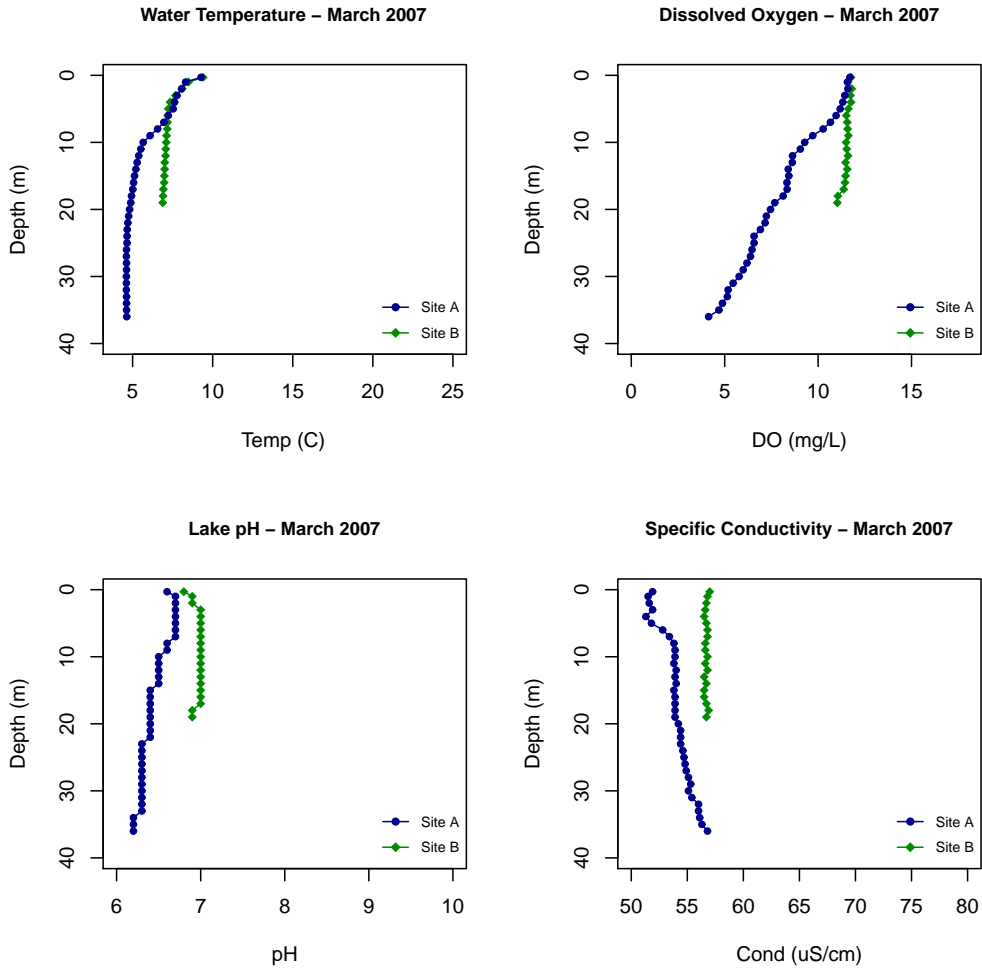 Water Temperature – March 2007
0
10
20
30
40
Depth (m)
5
10
15
20
25
Temp (C)
Site A
Site B
Dissolved Oxygen – March 2007
0
10
20
30
40
Depth (m)
0
5
10
15
DO (mg/L)
Site A
Site B
Lake pH – March 2007
0
10
20
30
40
Depth (m)
6
7
8
9
10
pH
Site A
Site B
Specific Conductivity – March 2007
0
10
20
30
40
Depth (m)
50
55
60
65
70
75
80
Cond (uS/cm)
Site A
Site B